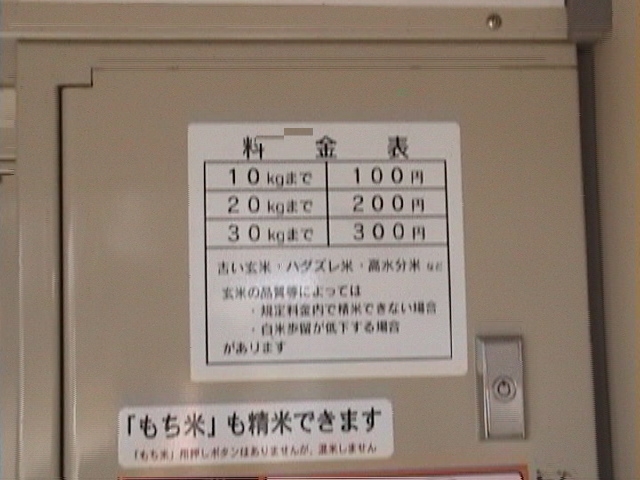 料金表
10kgまで 100円
20kgまで 200円
30kgまで 300円
古い玄米・ハダズレ米・高水分米 など
玄米の品質等によっては
・規定料金内で精米できない場合
・白米歩留が低下する場合
があります
「もち米」も精米できます
「もち米」用押しボタンはありませんが、混米しません